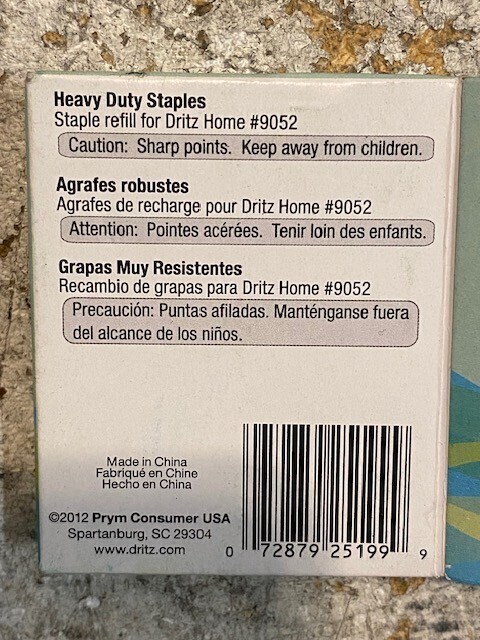 Heavy Duty Staples
Staple refill for Dritz Home #9052
Caution: Sharp points. Keep away from children.
Agrafes robustes
Agrafes de recharge pour Dritz Home #9052
Attention: Pointes acérées. Tenir loin des enfants.
Grapas Muy Resistentes
Recambio de grapas para Dritz Home #9052
Precaución: Puntas afiladas. Manténganse fuera
del alcance de los niños.
Made in China
Fabriqué en Chine
Hecho en China
©2012 Prym Consumer USA
Spartanburg, SC 29304
www.dritz.com
0 72879 25199 9